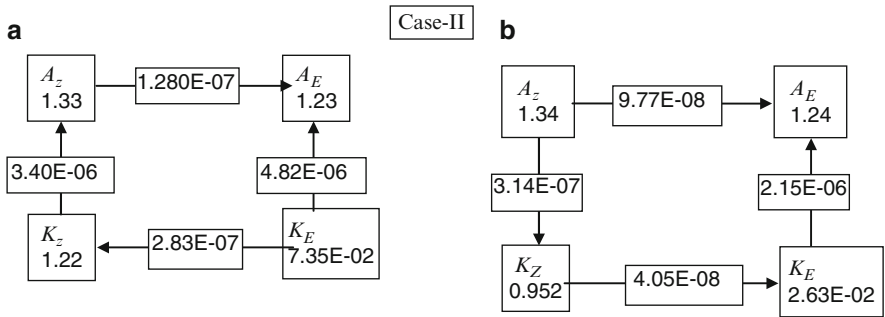 Case-II
a
A_z
1.33
1.280E-07
A_E
1.23
3.40E-06
4.82E-06
K_z
1.22
2.83E-07
K_E
7.35E-02
b
A_z
1.34
9.77E-08
A_E
1.24
3.14E-07
2.15E-06
K_Z
0.952
4.05E-08
K_E
2.63E-02